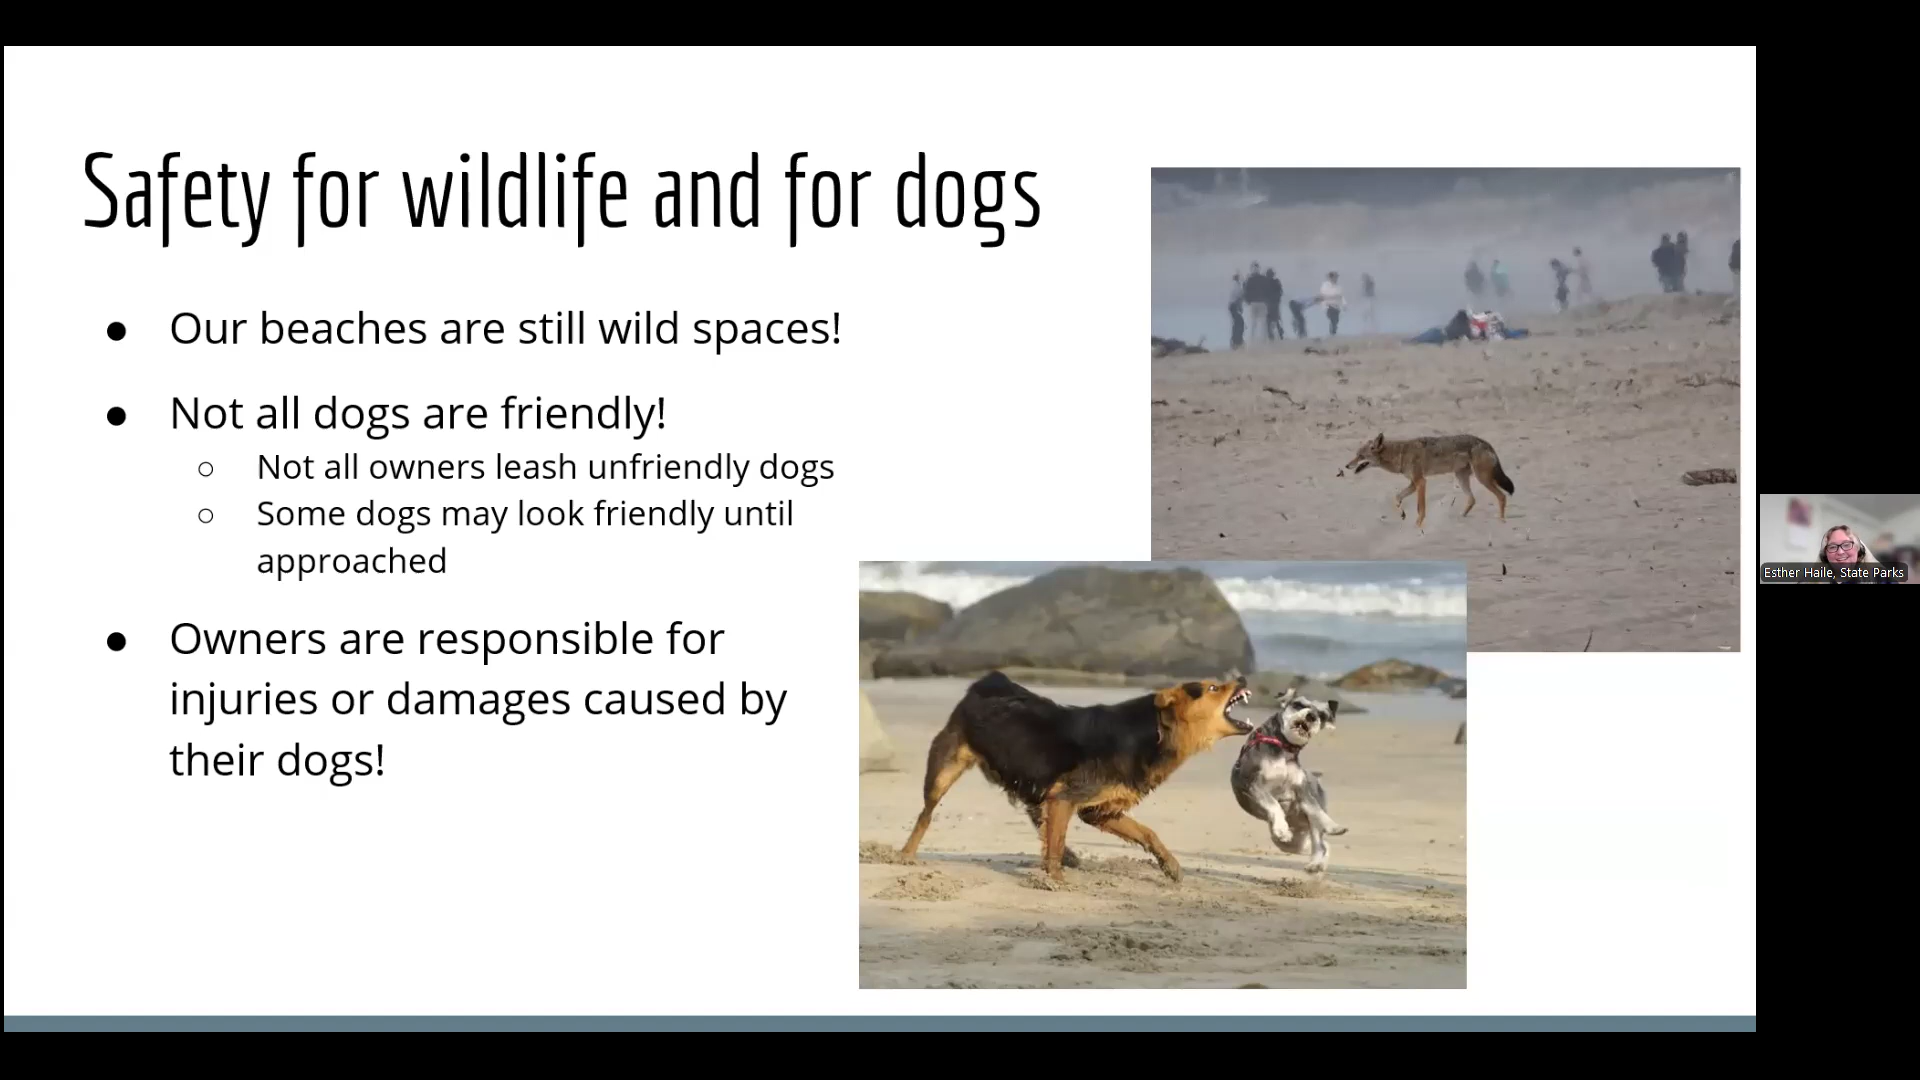 Safety for wildlife and for dogs
● Our beaches are still wild spaces!
● Not all dogs are friendly!
○ Not all owners leash unfriendly dogs
○ Some dogs may look friendly until
approached
● Owners are responsible for
injuries or damages caused by
their dogs!
Esther Haile, State Parks